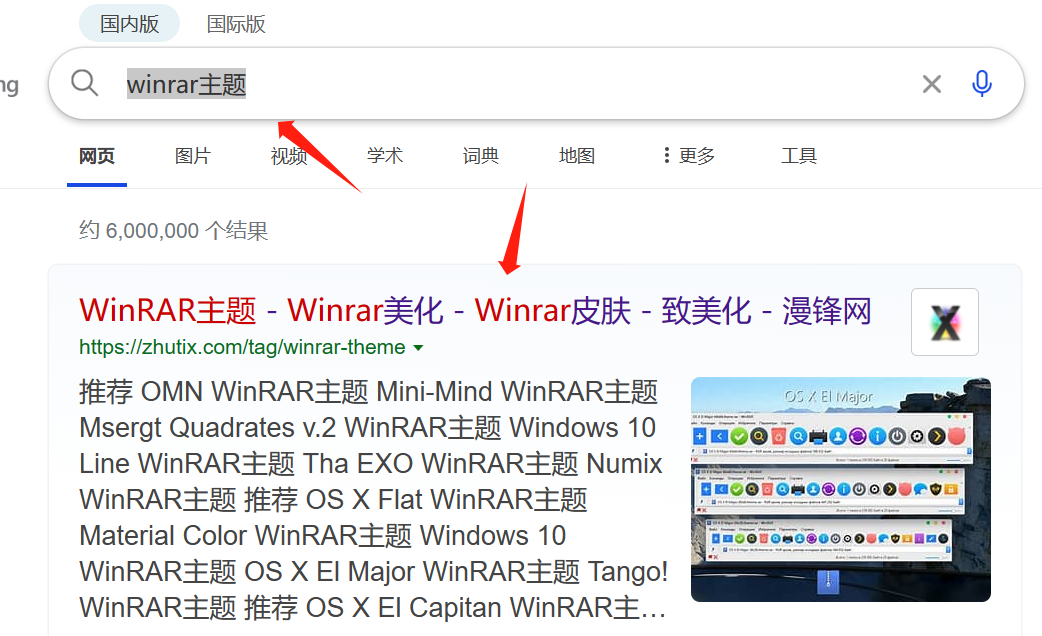 国内版 国际版
ng
winrar主题
网页 图片 视频 学术 词典 地图 更多 工具
约 6,000,000 个结果
WinRAR主题 - Winrar美化 - Winrar皮肤 - 致美化 - 漫锋网
https://zhutix.com/tag/winrar-theme
推荐 OMN WinRAR主题 Mini-Mind WinRAR主题
Msergt Quadrates v.2 WinRAR主题 Windows 10
Line WinRAR主题 Tha EXO WinRAR主题 Numix
WinRAR主题 推荐 OS X Flat WinRAR主题
Material Color WinRAR主题 Windows 10
WinRAR主题 OS X El Major WinRAR主题 Tango!
WinRAR主题 推荐 OS X El Capitan WinRAR主…
OS X El Major